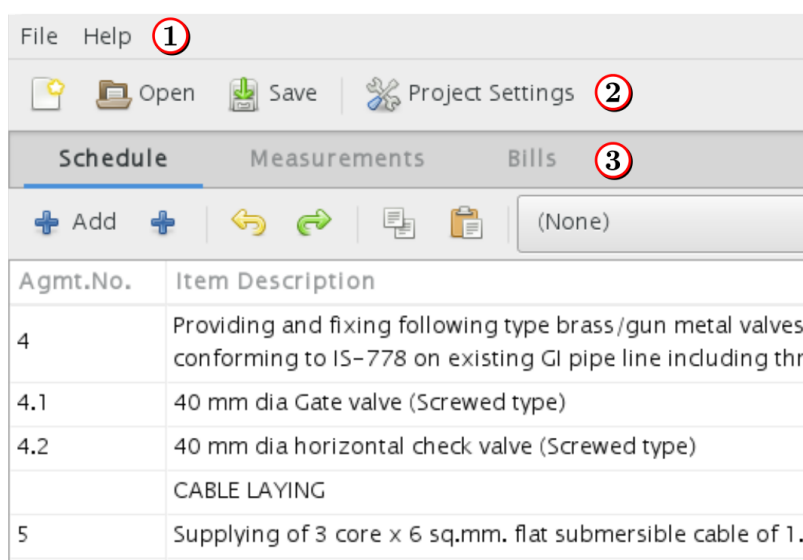 File Help 1
Open Save Project Settings 2
Schedule Measurements Bills 3
Add (None)
Agmt.No. Item Description
4 Providing and fixing following type brass/gun metal valves
conforming to IS-778 on existing GI pipe line including thr
4.1 40 mm dia Gate valve (Screwed type)
4.2 40 mm dia horizontal check valve (Screwed type)
CABLE LAYING
5 Supplying of 3 core x 6 sq.mm. flat submersible cable of 1.